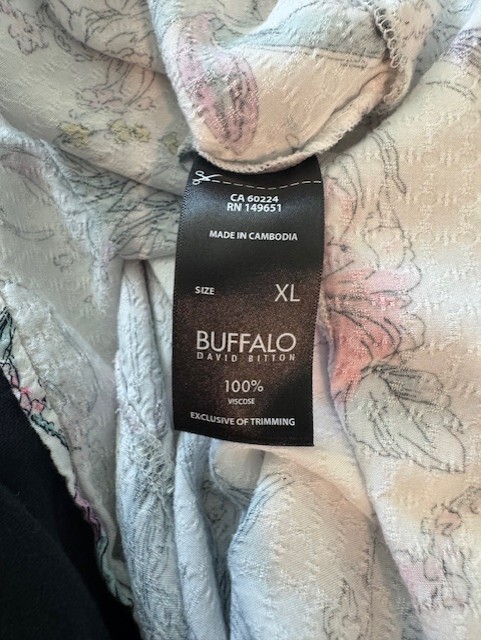 CA 60224
RN 149651
MADE IN CAMBODIA
SIZE XL
BUFFALO
DAVID BITTON
100%
VISCOSE
EXCLUSIVE OF TRIMMING